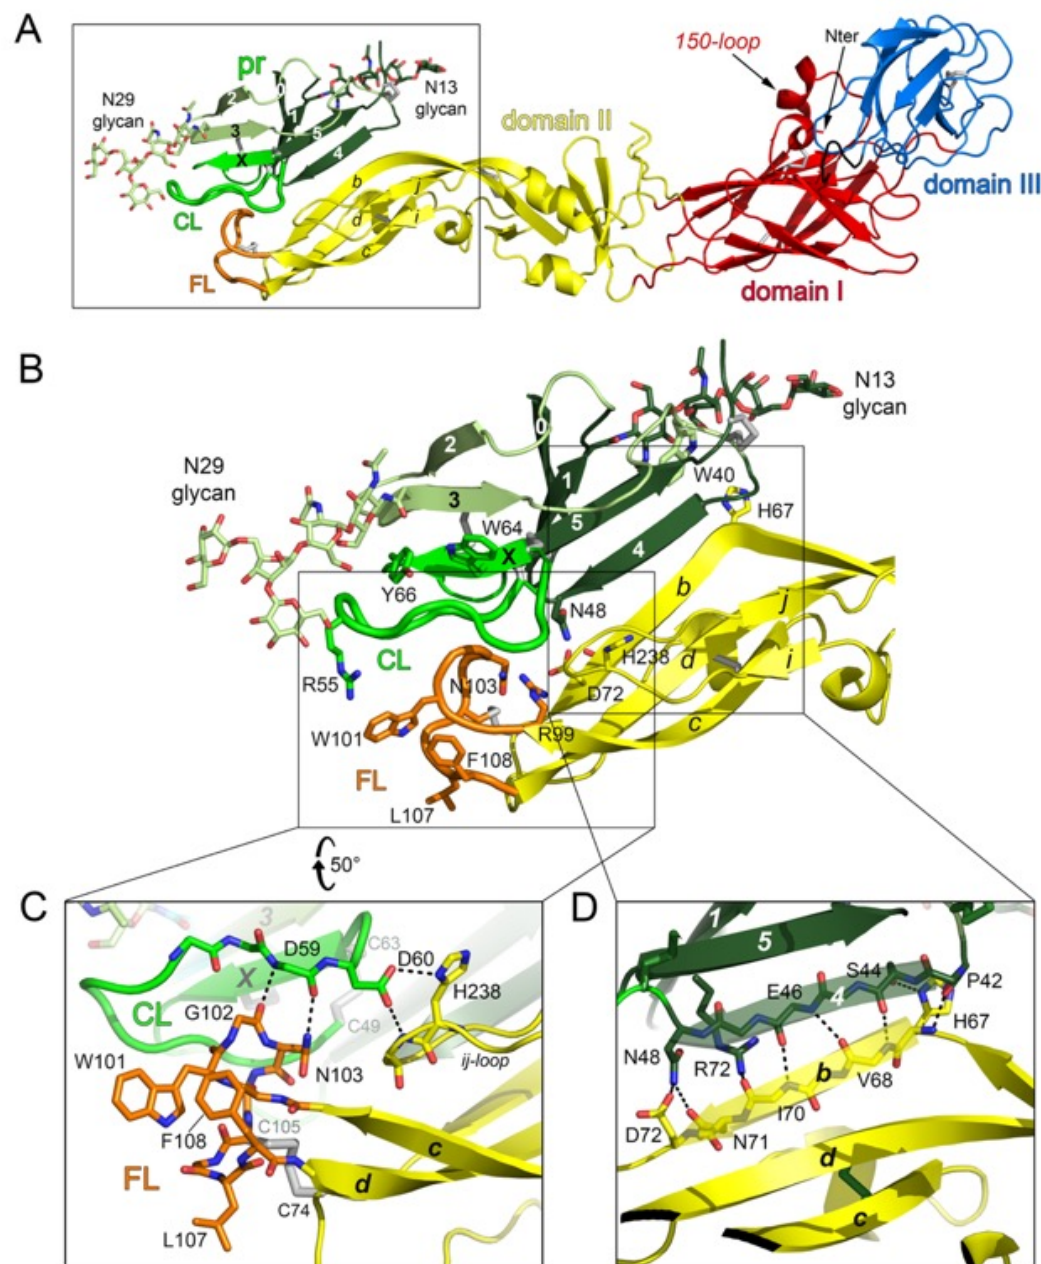 A
150-loop
Nter
pr
N29
glycan
N13
glycan
2
0
1
3
5
4
X
domain II
domain III
domain I
CL
FL
b
j
d
i
c
B
N29
glycan
N13
glycan
2
0
1
3
5
4
X
W40
H67
W64
Y66
N48
b
j
CL
H238
d
i
R55
N103
D72
c
W101
R99
F108
FL
L107
50°
C
3
D59
C63
D60
X
H238
CL
G102
C49
ij-loop
W101
N103
F108
C105
c
FL
d
C74
L107
D
1
5
S44
P42
E46
4
H67
N48
R72
b
V68
I70
D72
N71
d
c